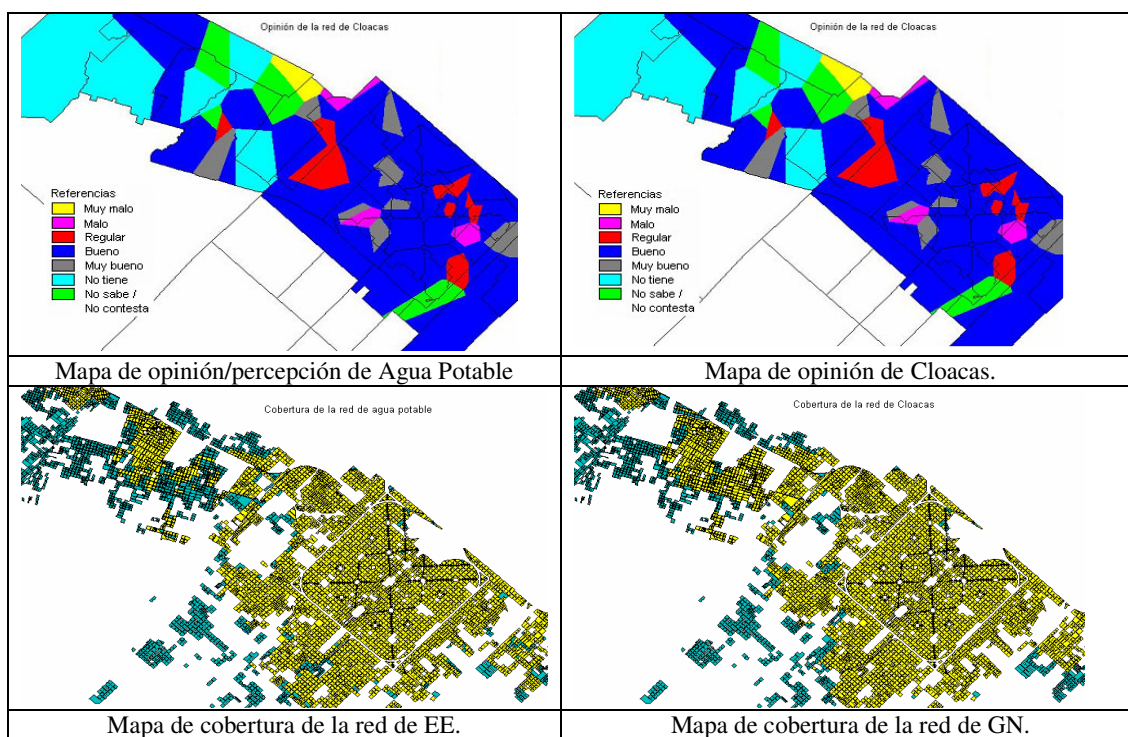 Opinión de la red de Cloacas
Referencias
Muy malo
Malo
Regular
Bueno
Muy bueno
No tiene
No sabe /
No contesta
Opinión de la red de Cloacas
Referencias
Muy malo
Malo
Regular
Bueno
Muy bueno
No tiene
No sabe /
No contesta
Mapa de opinión/percepción de Agua Potable
Mapa de opinión de Cloacas.
Cobertura de la red de agua potable
Cobertura de la red de Cloacas
Mapa de cobertura de la red de EE.
Mapa de cobertura de la red de GN.